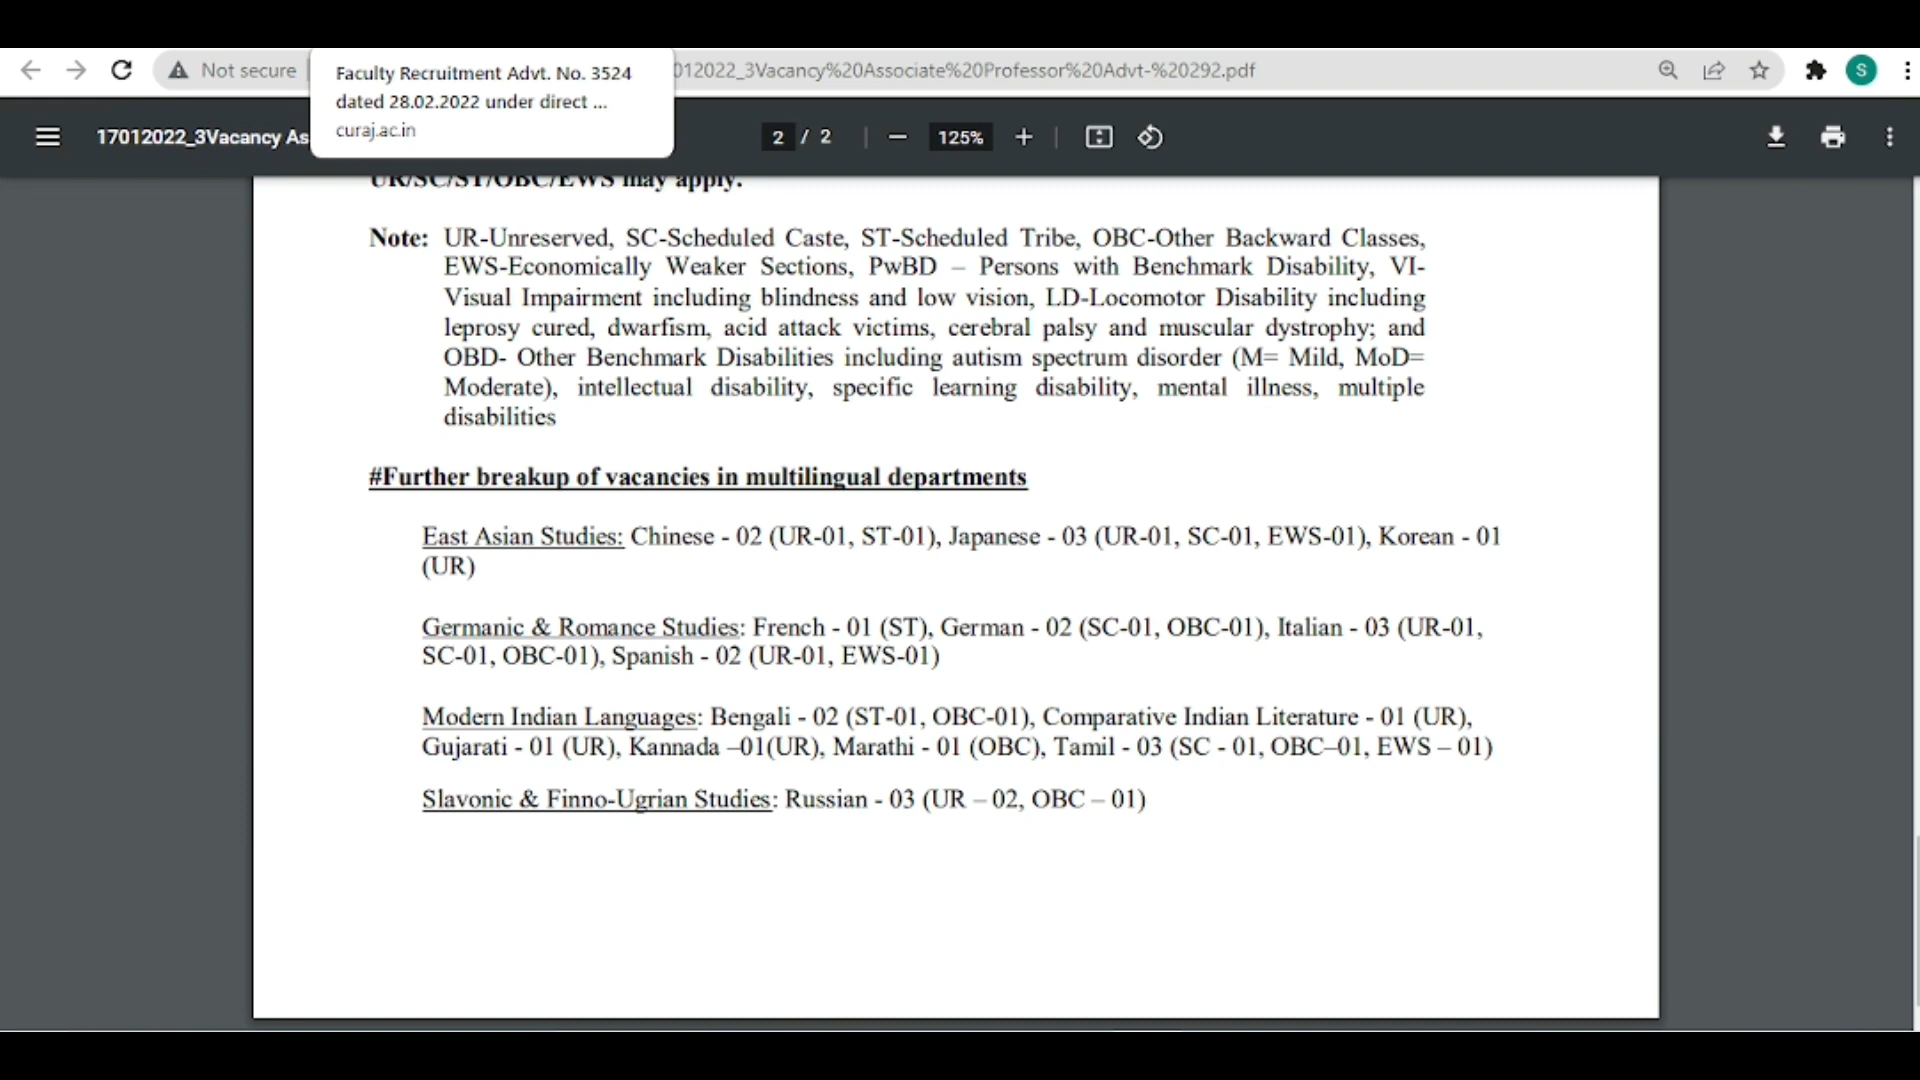 Not secure
012022_3Vacancy%20Associate%20Professor%20Advt-%20292.pdf
S
Faculty Recruitment Advt. No. 3524
dated 28.02.2022 under direct ...
curaj.ac.in
17012022_3Vacancy As
2 / 2
125%
UR/SC/ST/OBC/EWS may apply.
Note: UR-Unreserved, SC-Scheduled Caste, ST-Scheduled Tribe, OBC-Other Backward Classes,
EWS-Economically Weaker Sections, PwBD – Persons with Benchmark Disability, VI-
Visual Impairment including blindness and low vision, LD-Locomotor Disability including
leprosy cured, dwarfism, acid attack victims, cerebral palsy and muscular dystrophy; and
OBD- Other Benchmark Disabilities including autism spectrum disorder (M= Mild, MoD=
Moderate), intellectual disability, specific learning disability, mental illness, multiple
disabilities
#Further breakup of vacancies in multilingual departments
East Asian Studies: Chinese - 02 (UR-01, ST-01), Japanese - 03 (UR-01, SC-01, EWS-01), Korean - 01
(UR)
Germanic & Romance Studies: French - 01 (ST), German - 02 (SC-01, OBC-01), Italian - 03 (UR-01,
SC-01, OBC-01), Spanish - 02 (UR-01, EWS-01)
Modern Indian Languages: Bengali - 02 (ST-01, OBC-01), Comparative Indian Literature - 01 (UR),
Gujarati - 01 (UR), Kannada –01(UR), Marathi - 01 (OBC), Tamil - 03 (SC - 01, OBC–01, EWS – 01)
Slavonic & Finno-Ugrian Studies: Russian - 03 (UR – 02, OBC – 01)